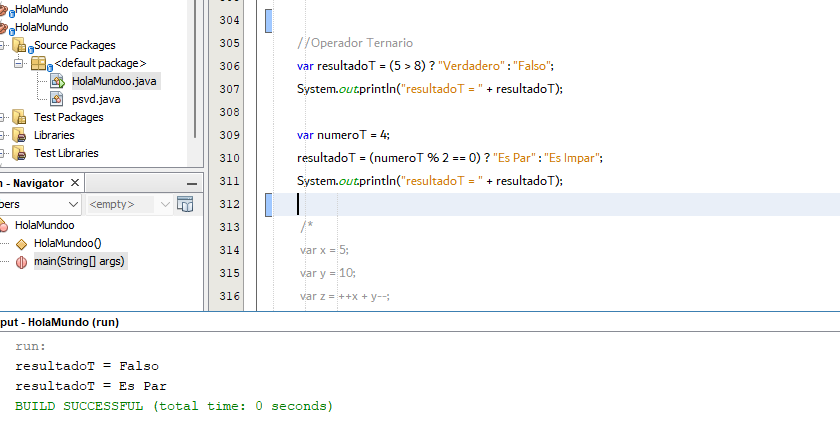 HolaMundo
HolaMundo
Source Packages
<default package>
HolaMundoo.java
psvd.java
Test Packages
Libraries
Test Libraries
n - Navigator
bers
<empty>
HolaMundoo
HolaMundoo()
main(String[] args)
304
305 //Operador Ternario
306 var resultadoT = (5 > 8) ? "Verdadero" : "Falso";
307 System.out.println("resultadoT = " + resultadoT);
308
309 var numeroT = 4;
310 resultadoT = (numeroT % 2 == 0) ? "Es Par" : "Es Impar";
311 System.out.println("resultadoT = " + resultadoT);
312
313 /*
314 var x = 5;
315 var y = 10;
316 var z = ++x + y--;
put - HolaMundo (run)
run:
resultadoT = Falso
resultadoT = Es Par
BUILD SUCCESSFUL (total time: 0 seconds)